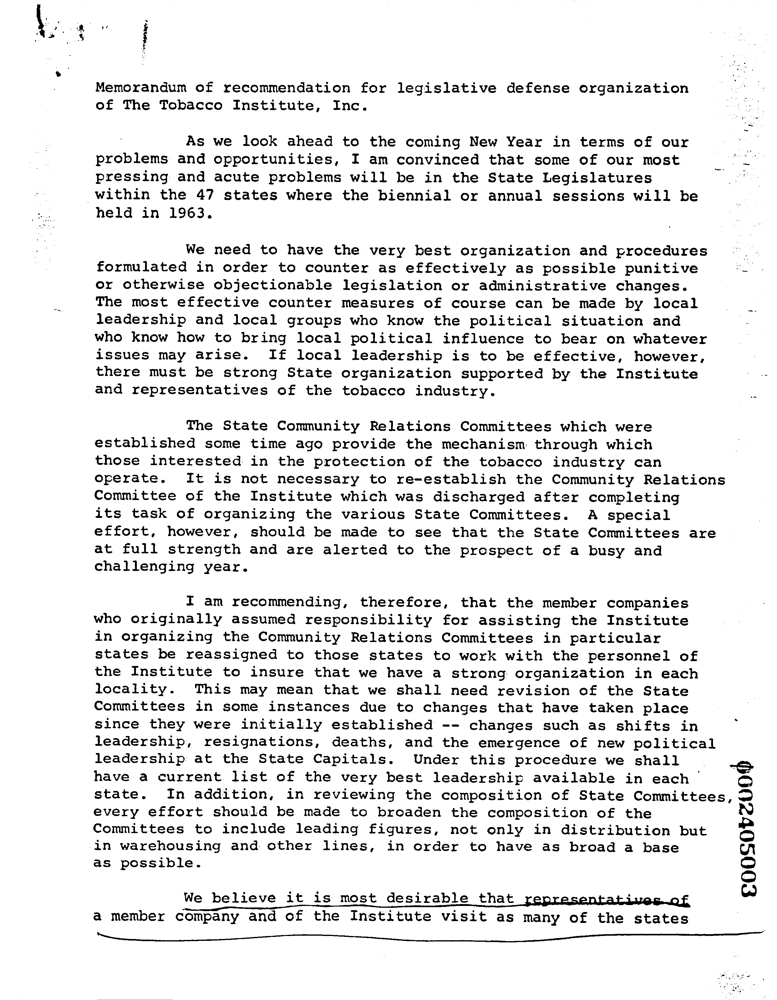 Memorandum of recommendation for legislative defense organization
of The Tobacco Institute, Inc.
As we look ahead to the coming New Year in terms of our
problems and opportunities, I am convinced that some of our most
pressing and acute problems will be in the State Legislatures
within the 47 states where the biennial or annual sessions will be
held in 1963.
We need to have the very best organization and procedures
formulated in order to counter as effectively as possible punitive
or otherwise objectionable legislation or administrative changes.
The most effective counter measures of course can be made by local
leadership and local groups who know the political situation and
who know how to bring local political influence to bear on whatever
issues may arise. If local leadership is to be effective, however,
there must be strong State organization supported by the Institute
and representatives of the tobacco industry.
The State Community Relations Committees which were
established some time ago provide the mechanism through which
those interested in the protection of the tobacco industry can
operate. It is not necessary to re-establish the Community Relations
Committee of the Institute which was discharged after completing
its task of organizing the various State Committees. A special
effort, however, should be made to see that the State Committees are
at full strength and are alerted to the prospect of a busy and
challenging year.
I am recommending, therefore, that the member companies
who originally assumed responsibility for assisting the Institute
in organizing the Community Relations Committees in particular
states be reassigned to those states to work with the personnel of
the Institute to insure that we have a strong organization in each
locality. This may mean that we shall need revision of the State
Committees in some instances due to changes that have taken place
since they were initially established -- changes such as shifts in
leadership, resignations, deaths, and the emergence of new political
leadership at the State Capitals. Under this procedure we shall
have a current list of the very best leadership available in each
state. In addition, in reviewing the composition of State Committees,
every effort should be made to broaden the composition of the
Committees to include leading figures, not only in distribution but
in warehousing and other lines, in order to have as broad a base
as possible.
We believe it is most desirable that representatives of
a member company and of the Institute visit as many of the states
0002405003